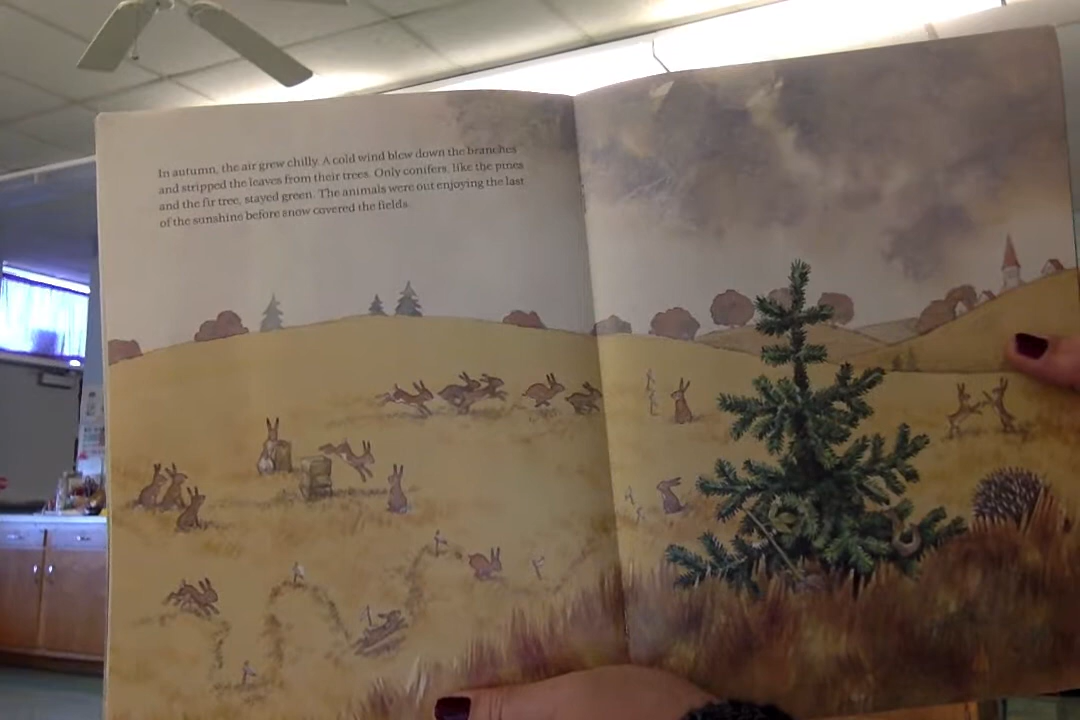 In autumn, the air grew chilly. A cold wind blew down the branches
and stripped the leaves from their trees. Only conifers, like the pines
and the fir tree, stayed green. The animals were out enjoying the last
of the sunshine before snow covered the fields.